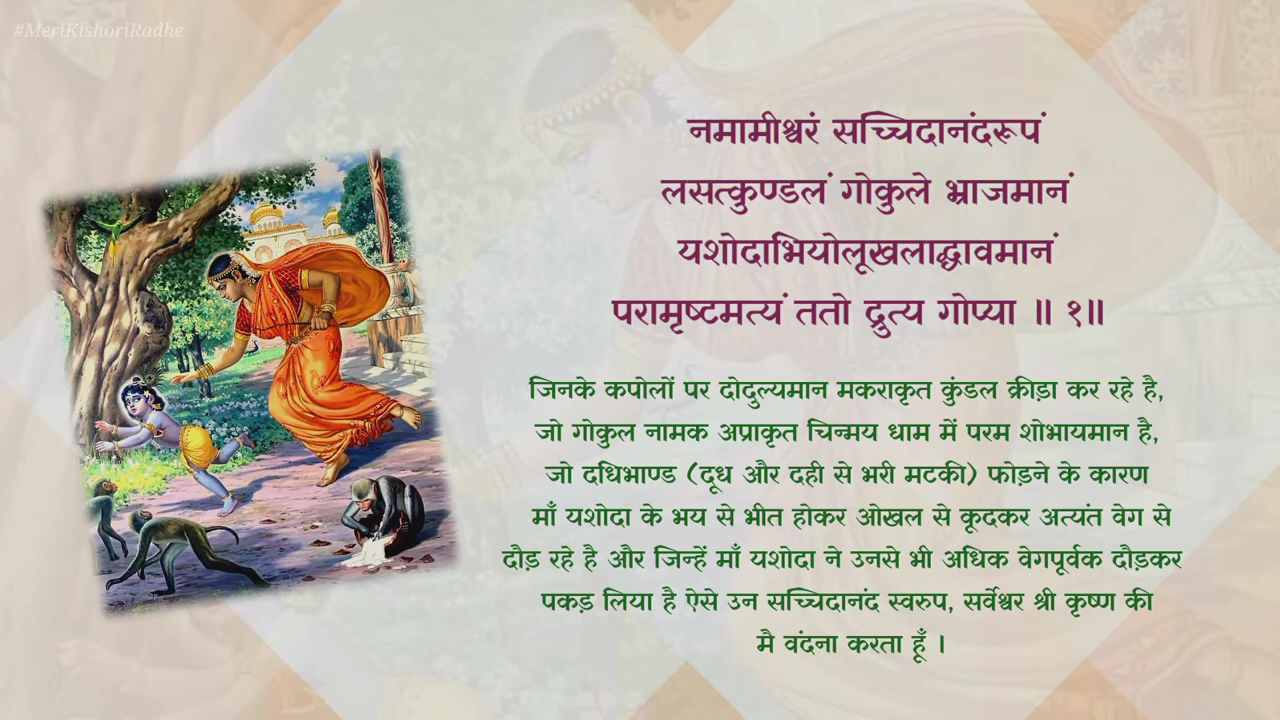 #MeriKishoriRadhe
नमामीश्वरं सच्चिदानंदरूपं
लसत्कुण्डलं गोकुले भ्राजमानं
यशोदाभियोलूखलाद्धावमानं
परामृष्टमत्यं ततो द्रुत्य गोप्या ॥ १॥
जिनके कपोलों पर दोदुल्यमान मकराकृत कुंडल क्रीड़ा कर रहे है,
जो गोकुल नामक अप्राकृत चिन्मय धाम में परम शोभायमान है,
जो दधिभाण्ड (दूध और दही से भरी मटकी) फोड़ने के कारण
माँ यशोदा के भय से भीत होकर ओखल से कूदकर अत्यंत वेग से
दौड़ रहे है और जिन्हें माँ यशोदा ने उनसे भी अधिक वेगपूर्वक दौड़कर
पकड़ लिया है ऐसे उन सच्चिदानंद स्वरुप, सर्वेश्वर श्री कृष्ण की
मै वंदना करता हूँ ।